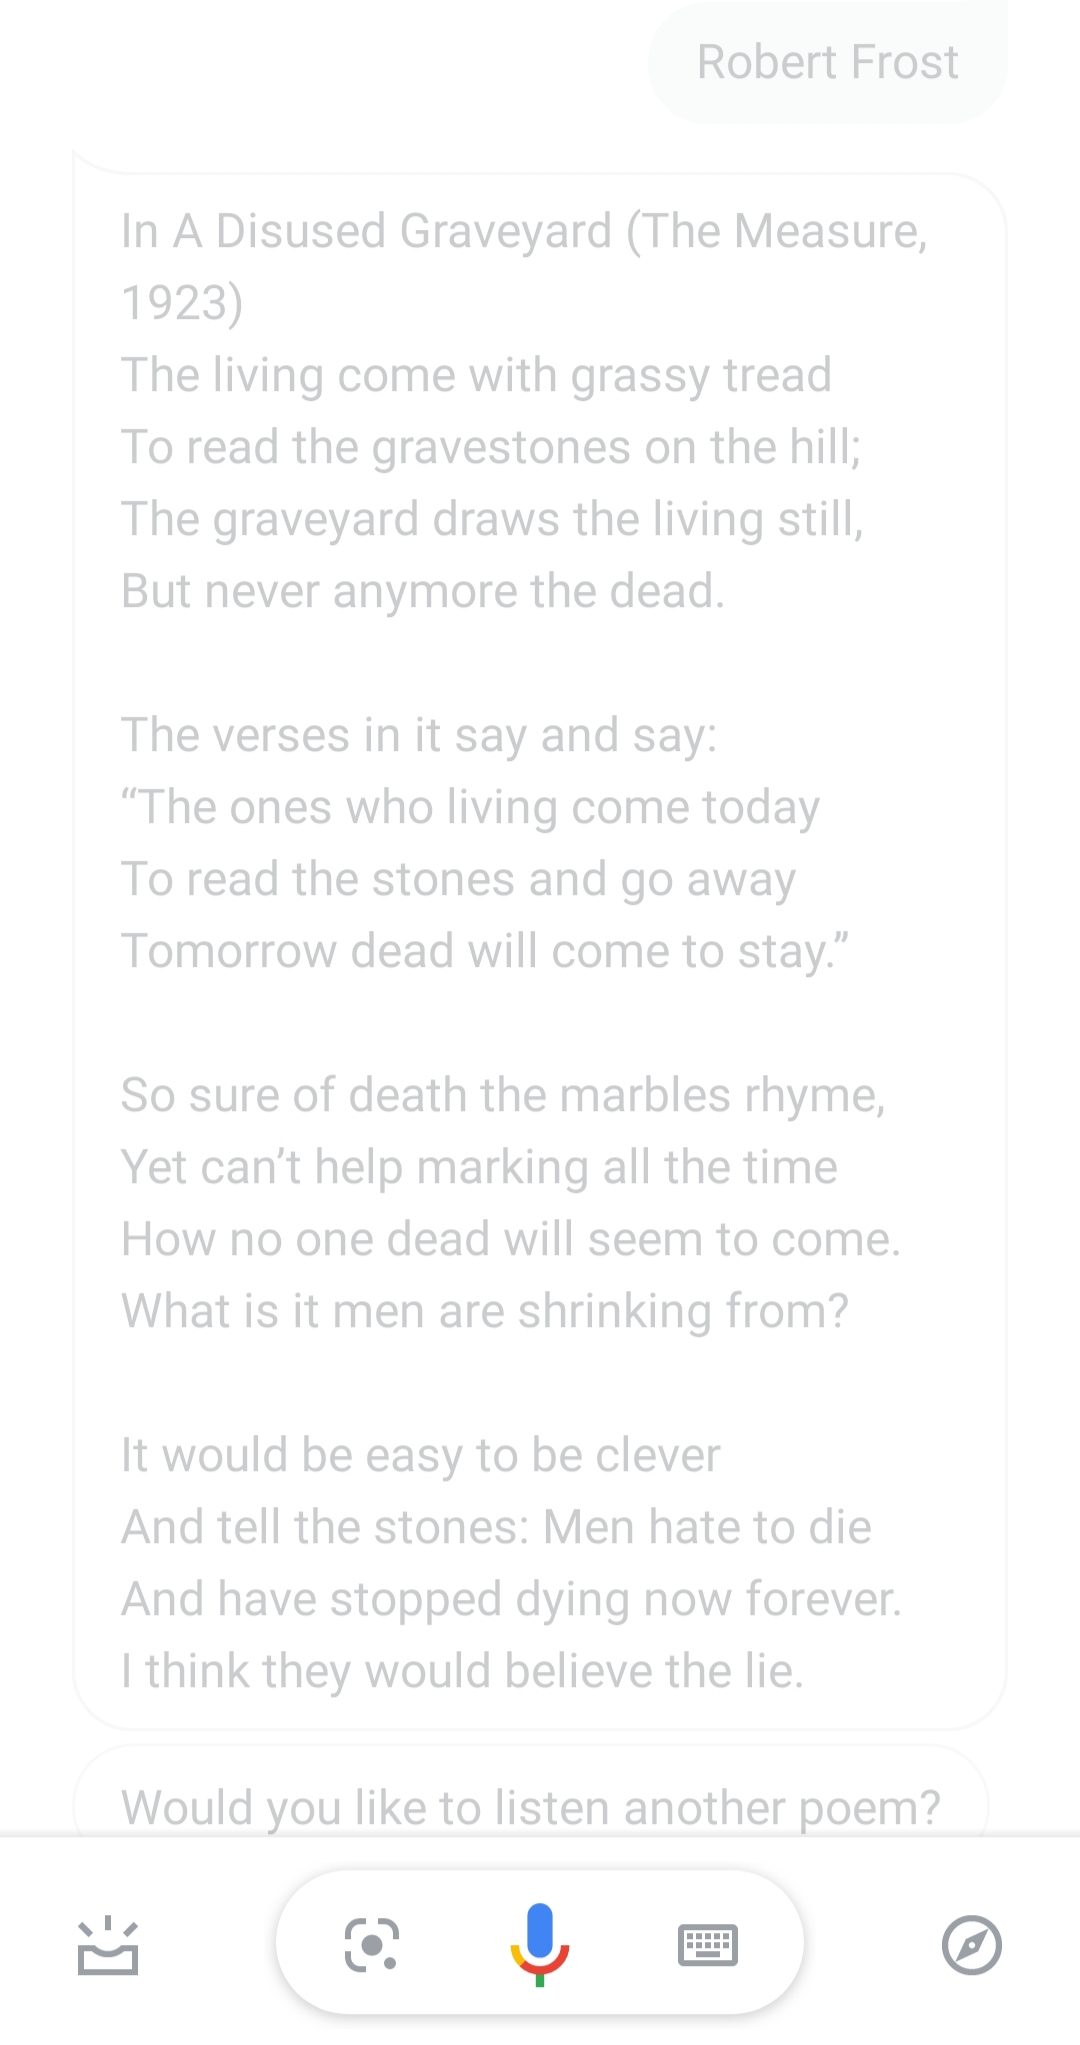 Robert Frost
In A Disused Graveyard (The Measure,
1923)
The living come with grassy tread
To read the gravestones on the hill;
The graveyard draws the living still,
But never anymore the dead.
The verses in it say and say:
“The ones who living come today
To read the stones and go away
Tomorrow dead will come to stay.”
So sure of death the marbles rhyme,
Yet can’t help marking all the time
How no one dead will seem to come.
What is it men are shrinking from?
It would be easy to be clever
And tell the stones: Men hate to die
And have stopped dying now forever.
I think they would believe the lie.
Would you like to listen another poem?